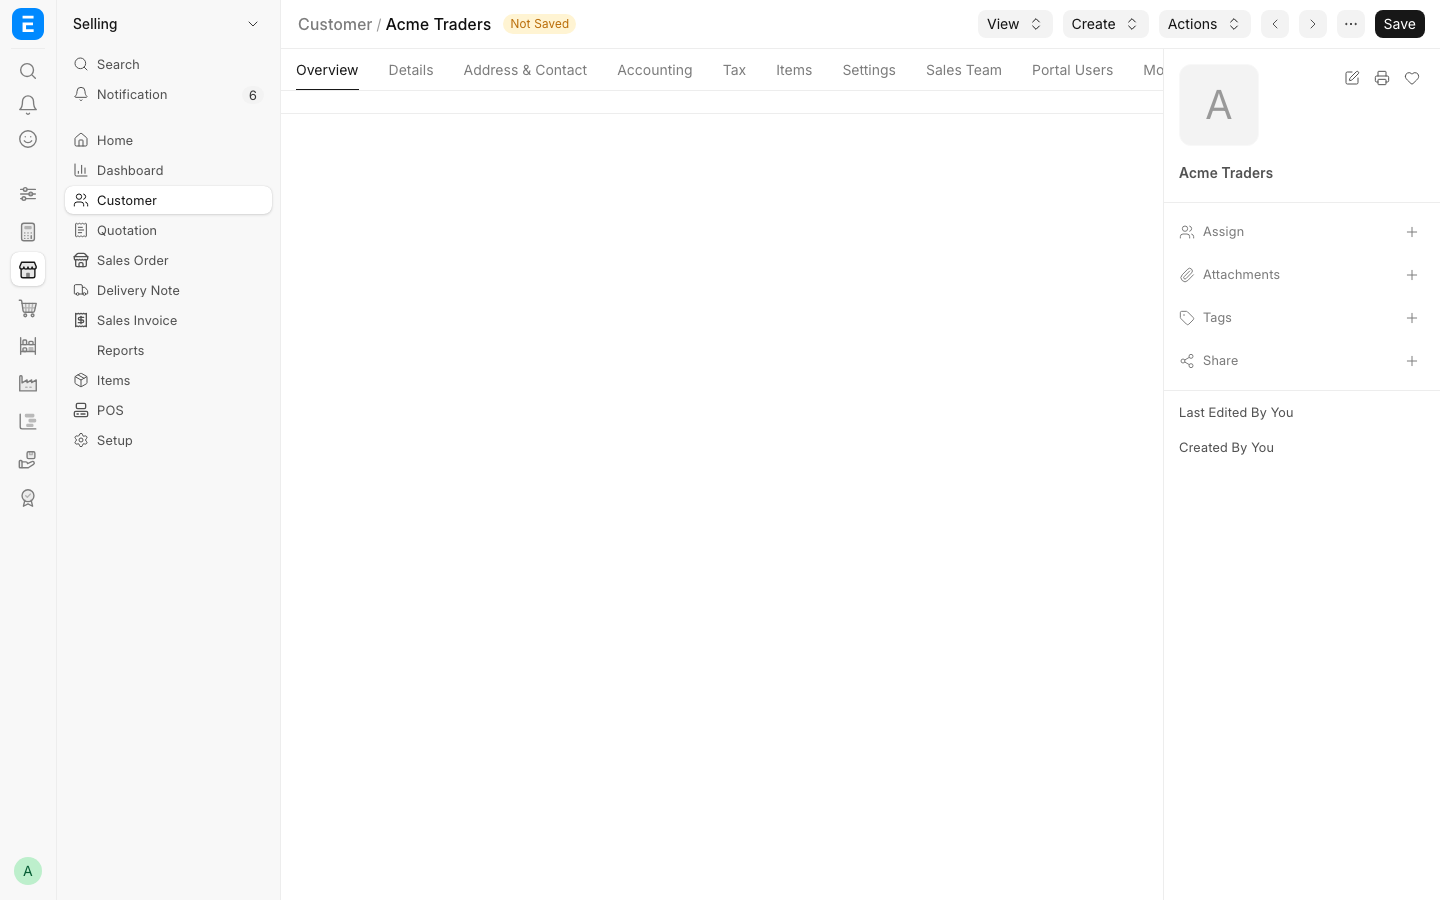 Selling
Search
Notification 6
Home
Dashboard
Customer
Quotation
Sales Order
Delivery Note
Sales Invoice
Reports
Items
POS
Setup
A
Customer / Acme Traders Not Saved
View Create Actions Save
Overview Details Address & Contact Accounting Tax Items Settings Sales Team Portal Users Mo
A
Acme Traders
Assign
Attachments
Tags
Share
Last Edited By You
Created By You